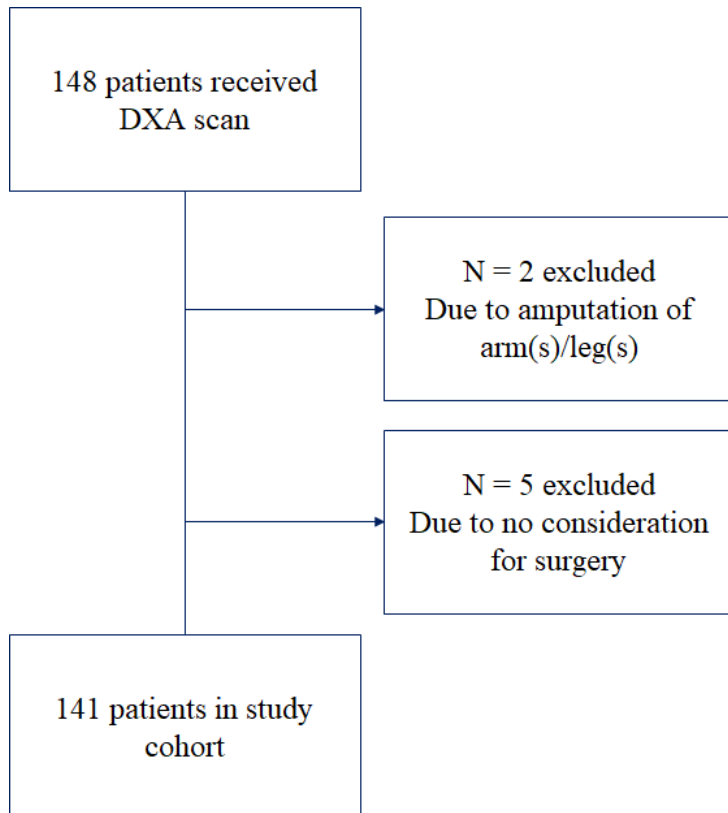 148 patients received
DXA scan
N = 2 excluded
Due to amputation of
arm(s)/leg(s)
N = 5 excluded
Due to no consideration
for surgery
141 patients in study
cohort